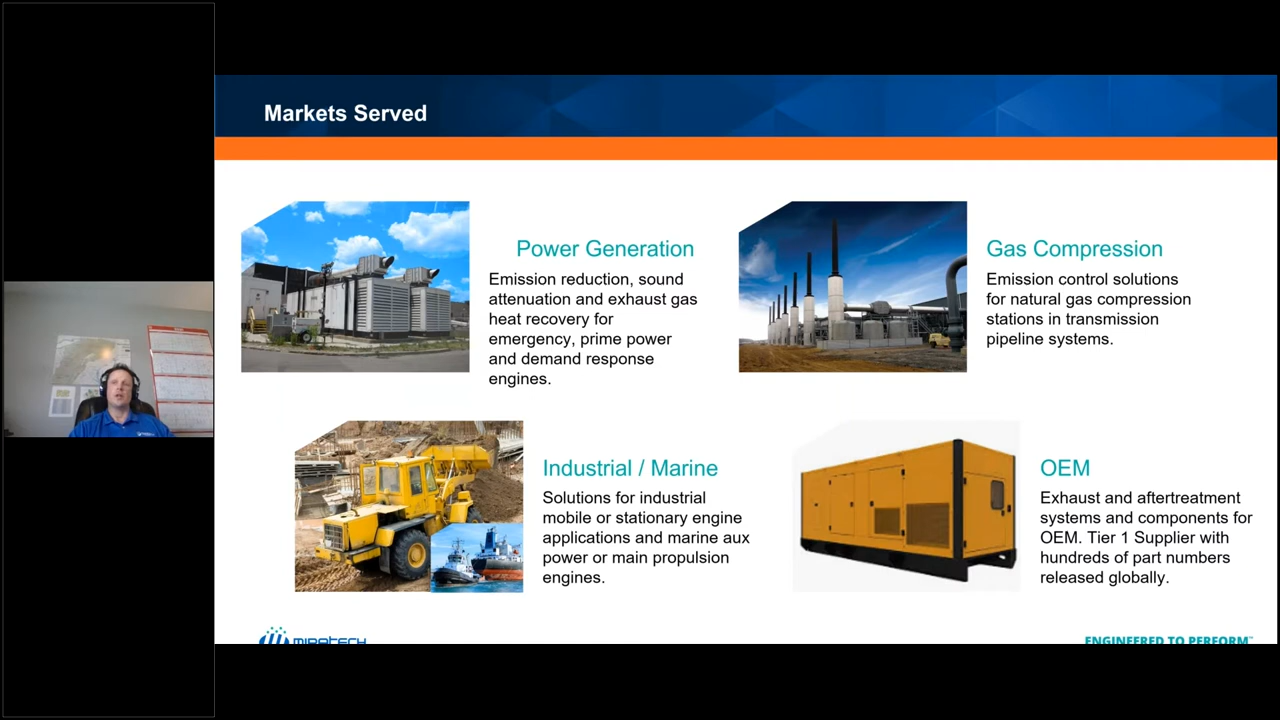 Markets Served
Power Generation
Emission reduction, sound
attenuation and exhaust gas
heat recovery for
emergency, prime power
and demand response
engines.
Gas Compression
Emission control solutions
for natural gas compression
stations in transmission
pipeline systems.
Industrial / Marine
Solutions for industrial
mobile or stationary engine
applications and marine aux
power or main propulsion
engines.
OEM
Exhaust and aftertreatment
systems and components for
OEM. Tier 1 Supplier with
hundreds of part numbers
released globally.
MIRATECH
ENGINEERED TO PERFORM™